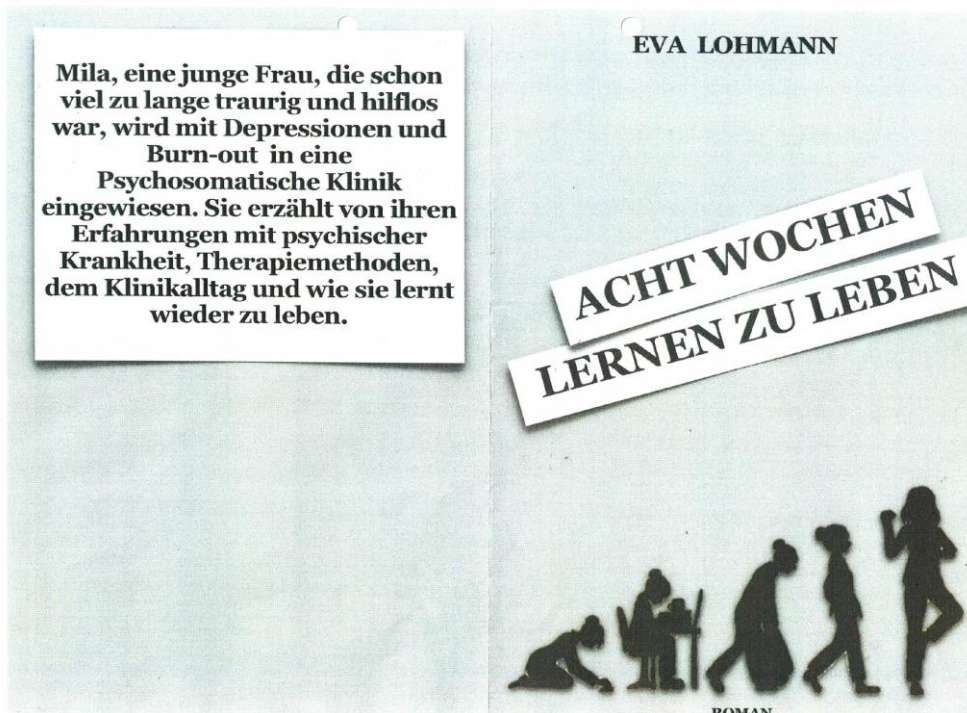 Mila, eine junge Frau, die schon
viel zu lange traurig und hilflos
war, wird mit Depressionen und
Burn-out in eine
Psychosomatische Klinik
eingewiesen. Sie erzählt von ihren
Erfahrungen mit psychischer
Krankheit, Therapiemethoden,
dem Klinikalltag und wie sie lernt
wieder zu leben.
EVA LOHMANN
ACHT WOCHEN
LERNEN ZU LEBEN
ROMAN